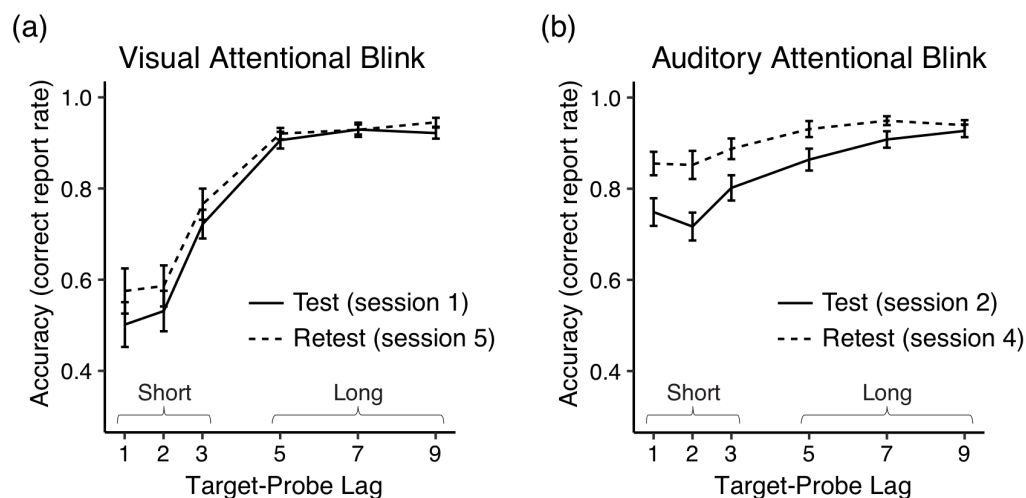 (a)
Visual Attentional Blink
Accuracy (correct report rate)
1.0
0.8
0.6
0.4
Test (session 1)
Retest (session 5)
Short
Long
1 2 3 5 7 9
Target-Probe Lag
(b)
Auditory Attentional Blink
Accuracy (correct report rate)
1.0
0.8
0.6
0.4
Test (session 2)
Retest (session 4)
Short
Long
1 2 3 5 7 9
Target-Probe Lag